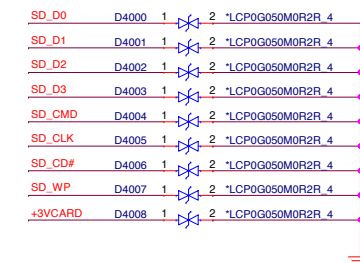 SD_D0 D4000 1 2 *LCP0G050M0R2R_4
SD_D1 D4001 1 2 *LCP0G050M0R2R_4
SD_D2 D4002 1 2 *LCP0G050M0R2R_4
SD_D3 D4003 1 2 *LCP0G050M0R2R_4
SD_CMD D4004 1 2 *LCP0G050M0R2R_4
SD_CLK D4005 1 2 *LCP0G050M0R2R_4
SD_CD# D4006 1 2 *LCP0G050M0R2R_4
SD_WP D4007 1 2 *LCP0G050M0R2R_4
+3VCARD D4008 1 2 *LCP0G050M0R2R_4